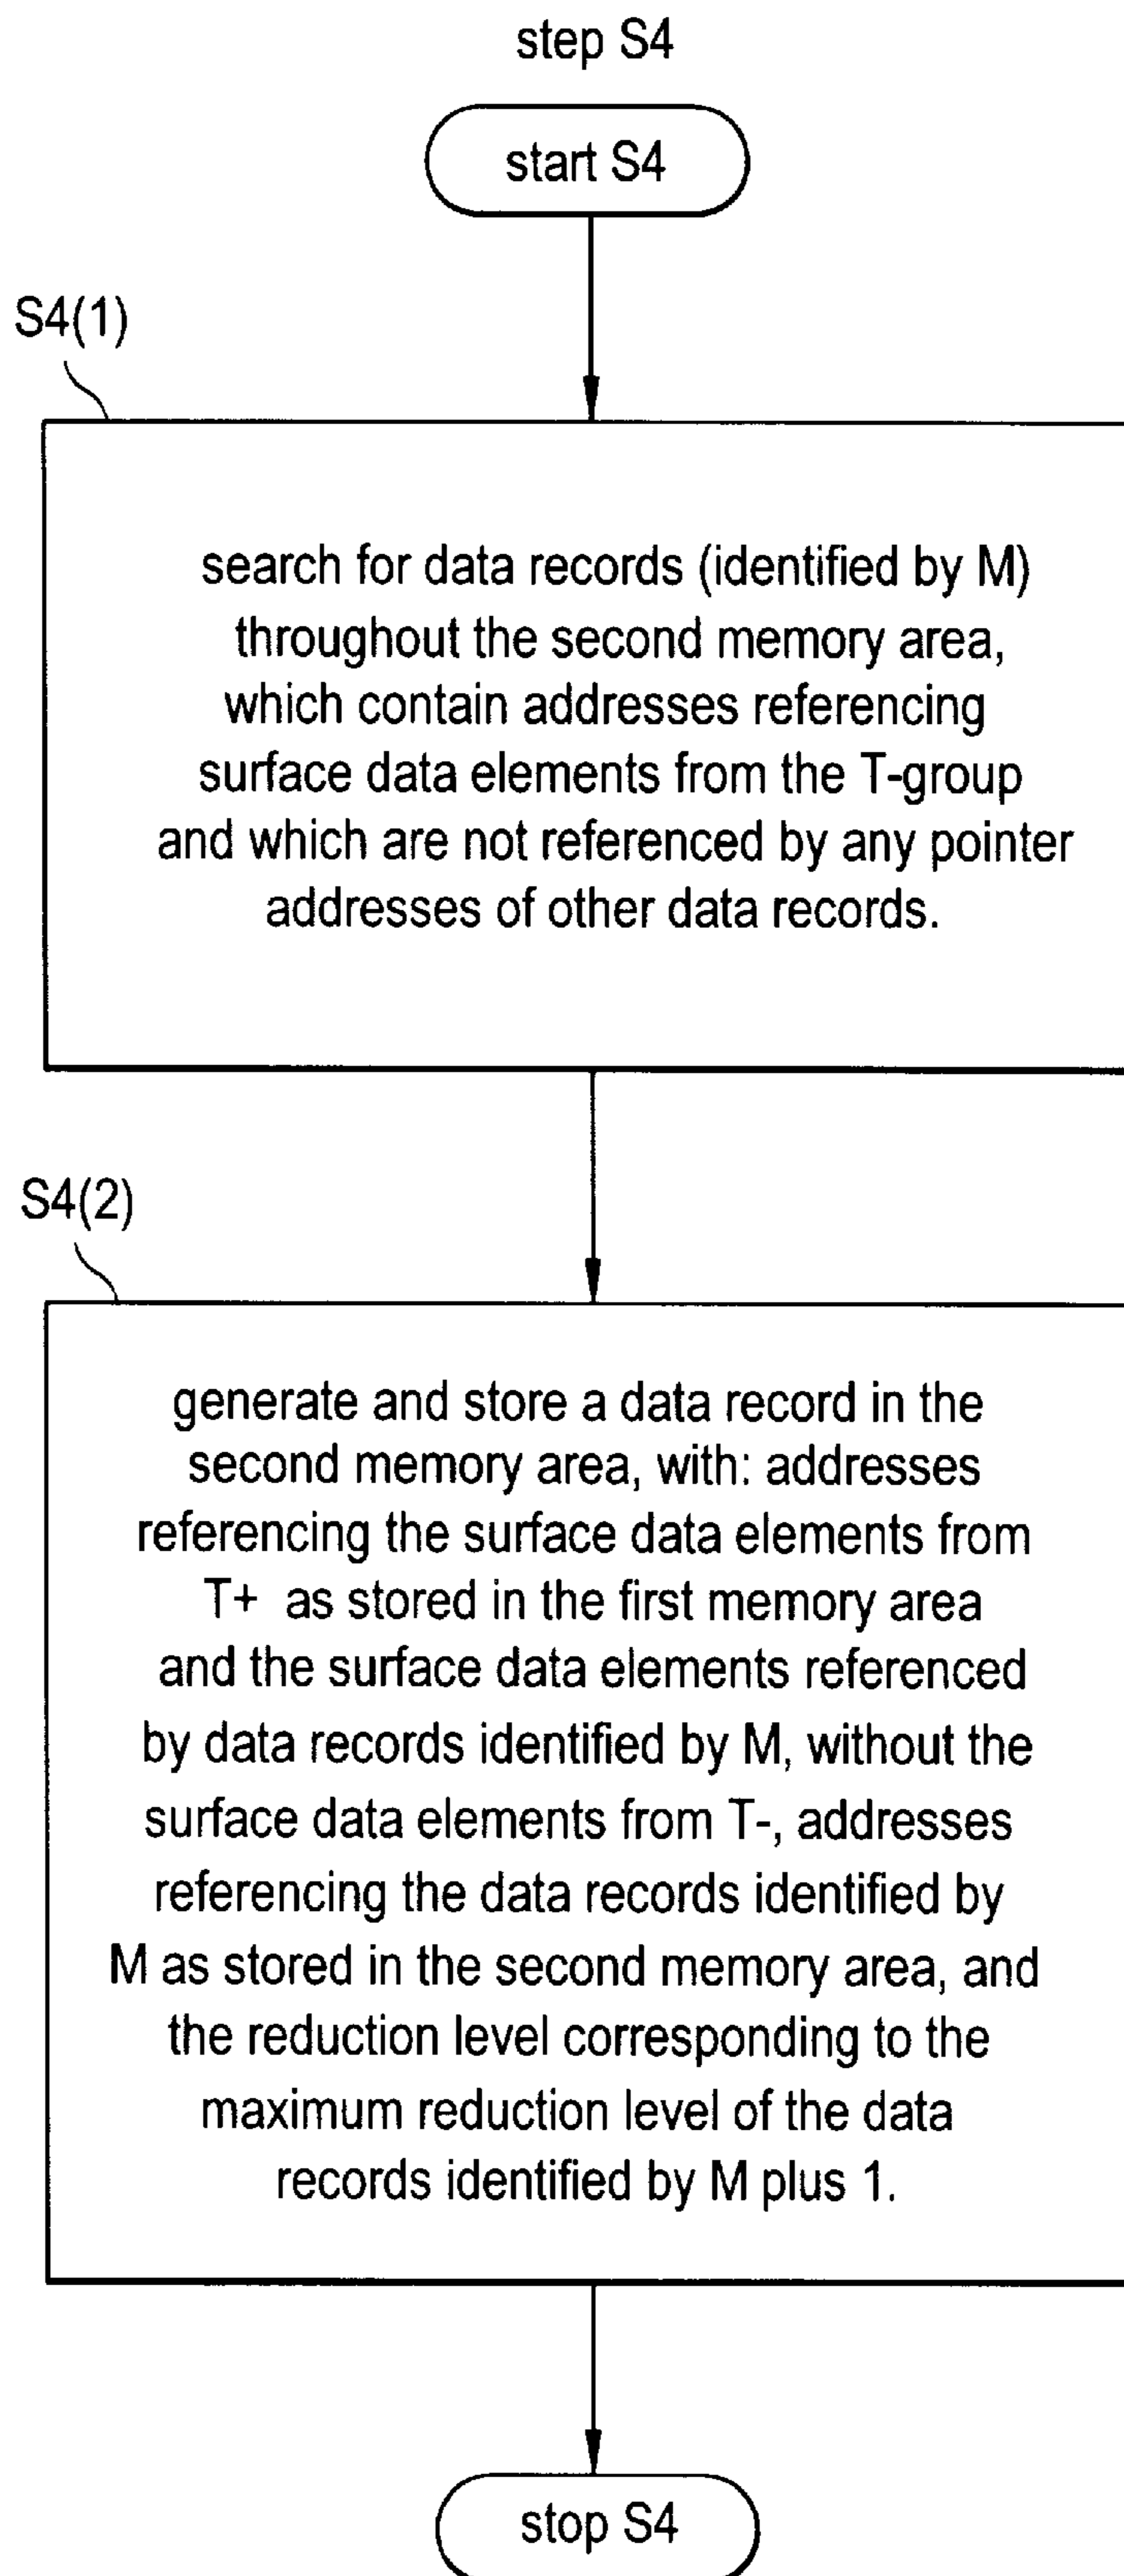 step S4
start S4
S4(1)
search for data records (identified by M)
throughout the second memory area,
which contain addresses referencing
surface data elements from the T-group
and which are not referenced by any pointer
addresses of other data records.
S4(2)
generate and store a data record in the
second memory area, with: addresses
referencing the surface data elements from
T+ as stored in the first memory area
and the surface data elements referenced
by data records identified by M, without the
surface data elements from T-, addresses
referencing the data records identified by
M as stored in the second memory area, and
the reduction level corresponding to the
maximum reduction level of the data
records identified by M plus 1.
stop S4